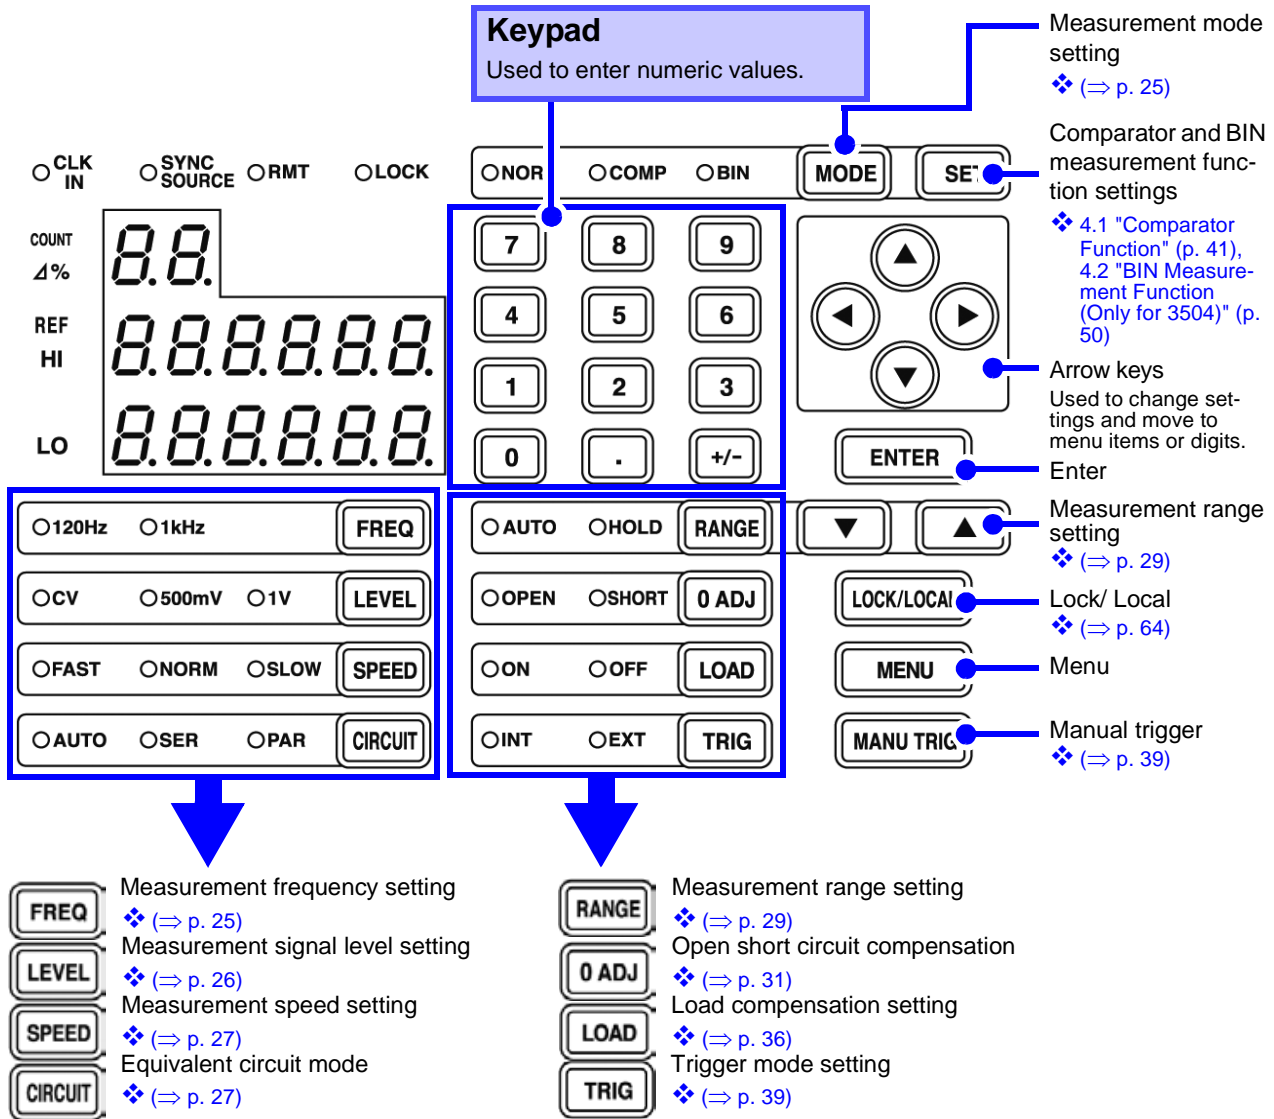 Keypad
Used to enter numeric values.
Measurement mode
setting
❖ (⇒ p. 25)
CLK
IN
SYNC
SOURCE
RMT
LOCK
NOR
COMP
BIN
MODE
Comparator and BIN
measurement func-
tion settings
❖ 4.1 "Comparator
Function" (p. 41),
4.2 "BIN Measure-
ment Function
(Only for 3504)" (p.
50)
COUNT
⊿%
REF
HI
LO
8.8.
8.8.8.8.8.8.
8.8.8.8.8.8.
7 8 9
4 5 6
1 2 3
0 . +/-
▲
◀ ▶
▼
Arrow keys
Used to change set-
tings and move to
menu items or digits.
ENTER
Enter
120Hz 1kHz FREQ
CV 500mV 1V LEVEL
FAST NORM SLOW SPEED
AUTO SER PAR CIRCUIT
AUTO HOLD RANGE ▼ ▲
OPEN SHORT 0 ADJ
ON OFF LOAD
INT EXT TRIG
Measurement range
setting
❖ (⇒ p. 29)
Lock/ Local
❖ (⇒ p. 64)
MENU
Menu
MANU
Manual trigger
❖ (⇒ p. 39)
FREQ
Measurement frequency setting
❖ (⇒ p. 25)
LEVEL
Measurement signal level setting
❖ (⇒ p. 26)
SPEED
Measurement speed setting
❖ (⇒ p. 27)
CIRCUIT
Equivalent circuit mode
❖ (⇒ p. 27)
RANGE
Measurement range setting
❖ (⇒ p. 29)
0 ADJ
Open short circuit compensation
❖ (⇒ p. 31)
LOAD
Load compensation setting
❖ (⇒ p. 36)
TRIG
Trigger mode setting
❖ (⇒ p. 39)